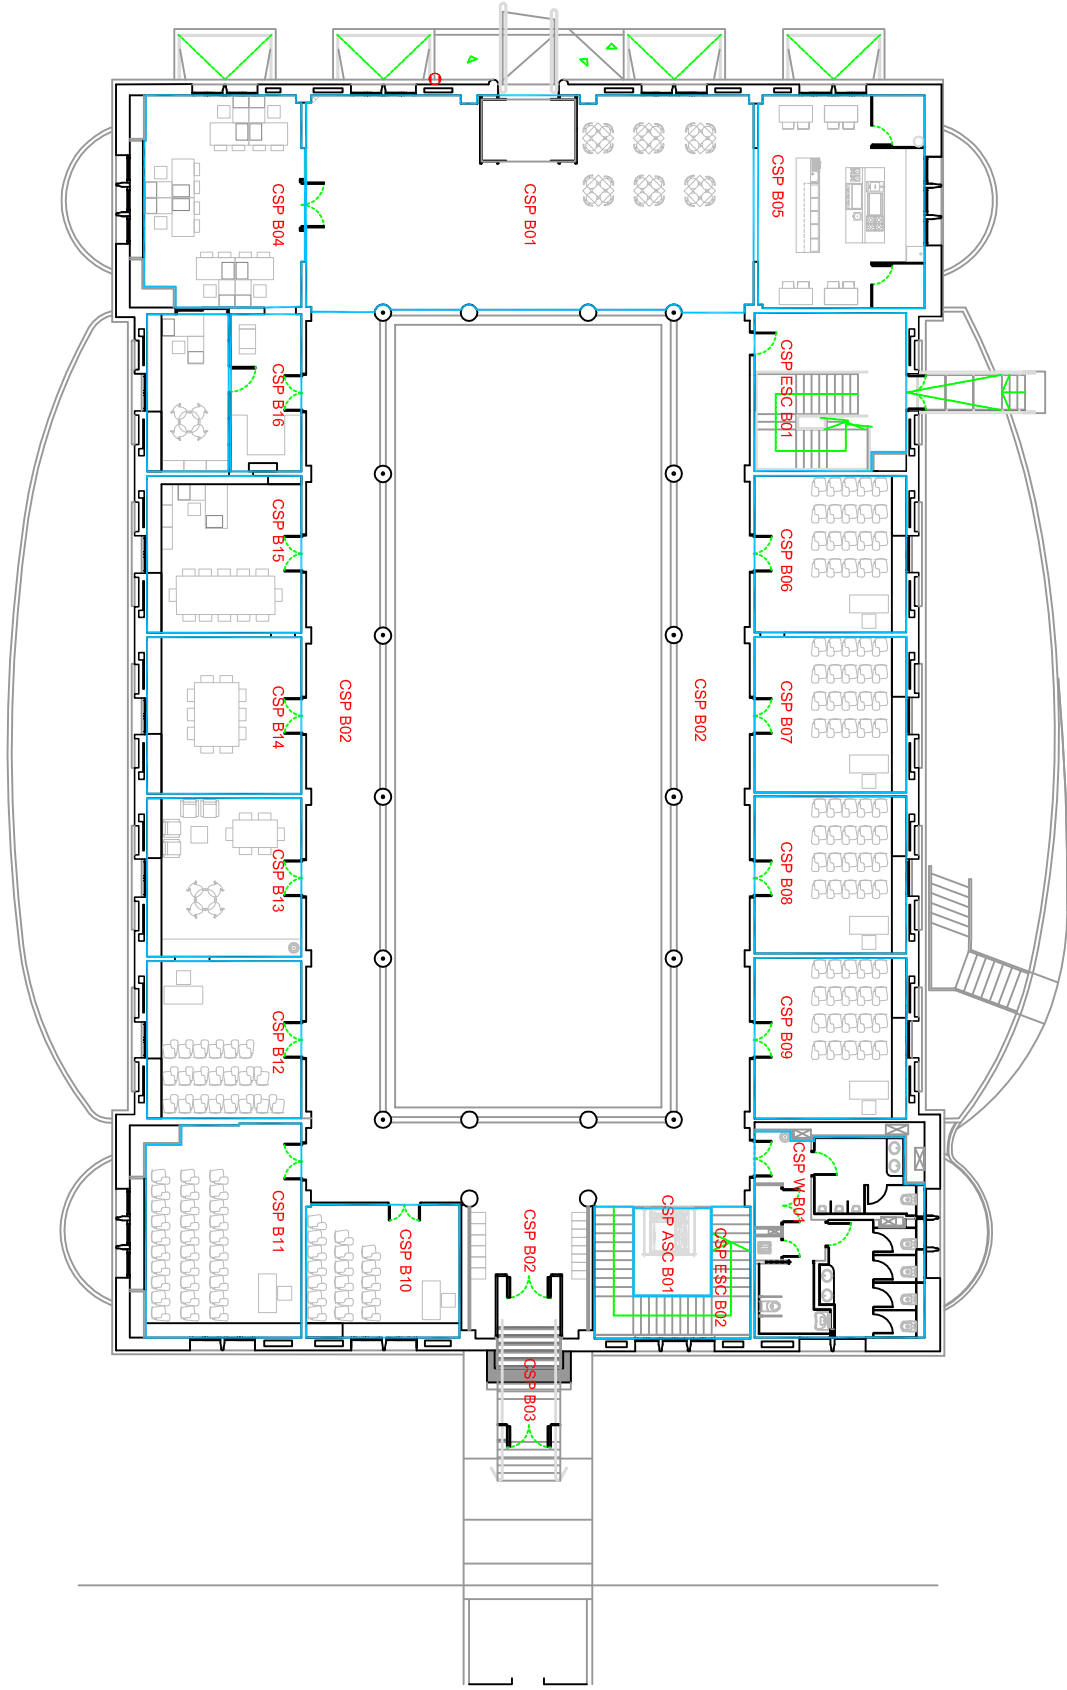 CSP B04
CSP B01
CSP B05
CSP B16
CSP ESC B01
CSP B15
CSP B06
CSP B14
CSP B02
CSP B02
CSP B07
CSP B13
CSP B08
CSP B12
CSP B09
CSP B11
CSP B10
CSP B02
CSP ASC B01
CSP ESC B02
CSP W B01
CSP B03